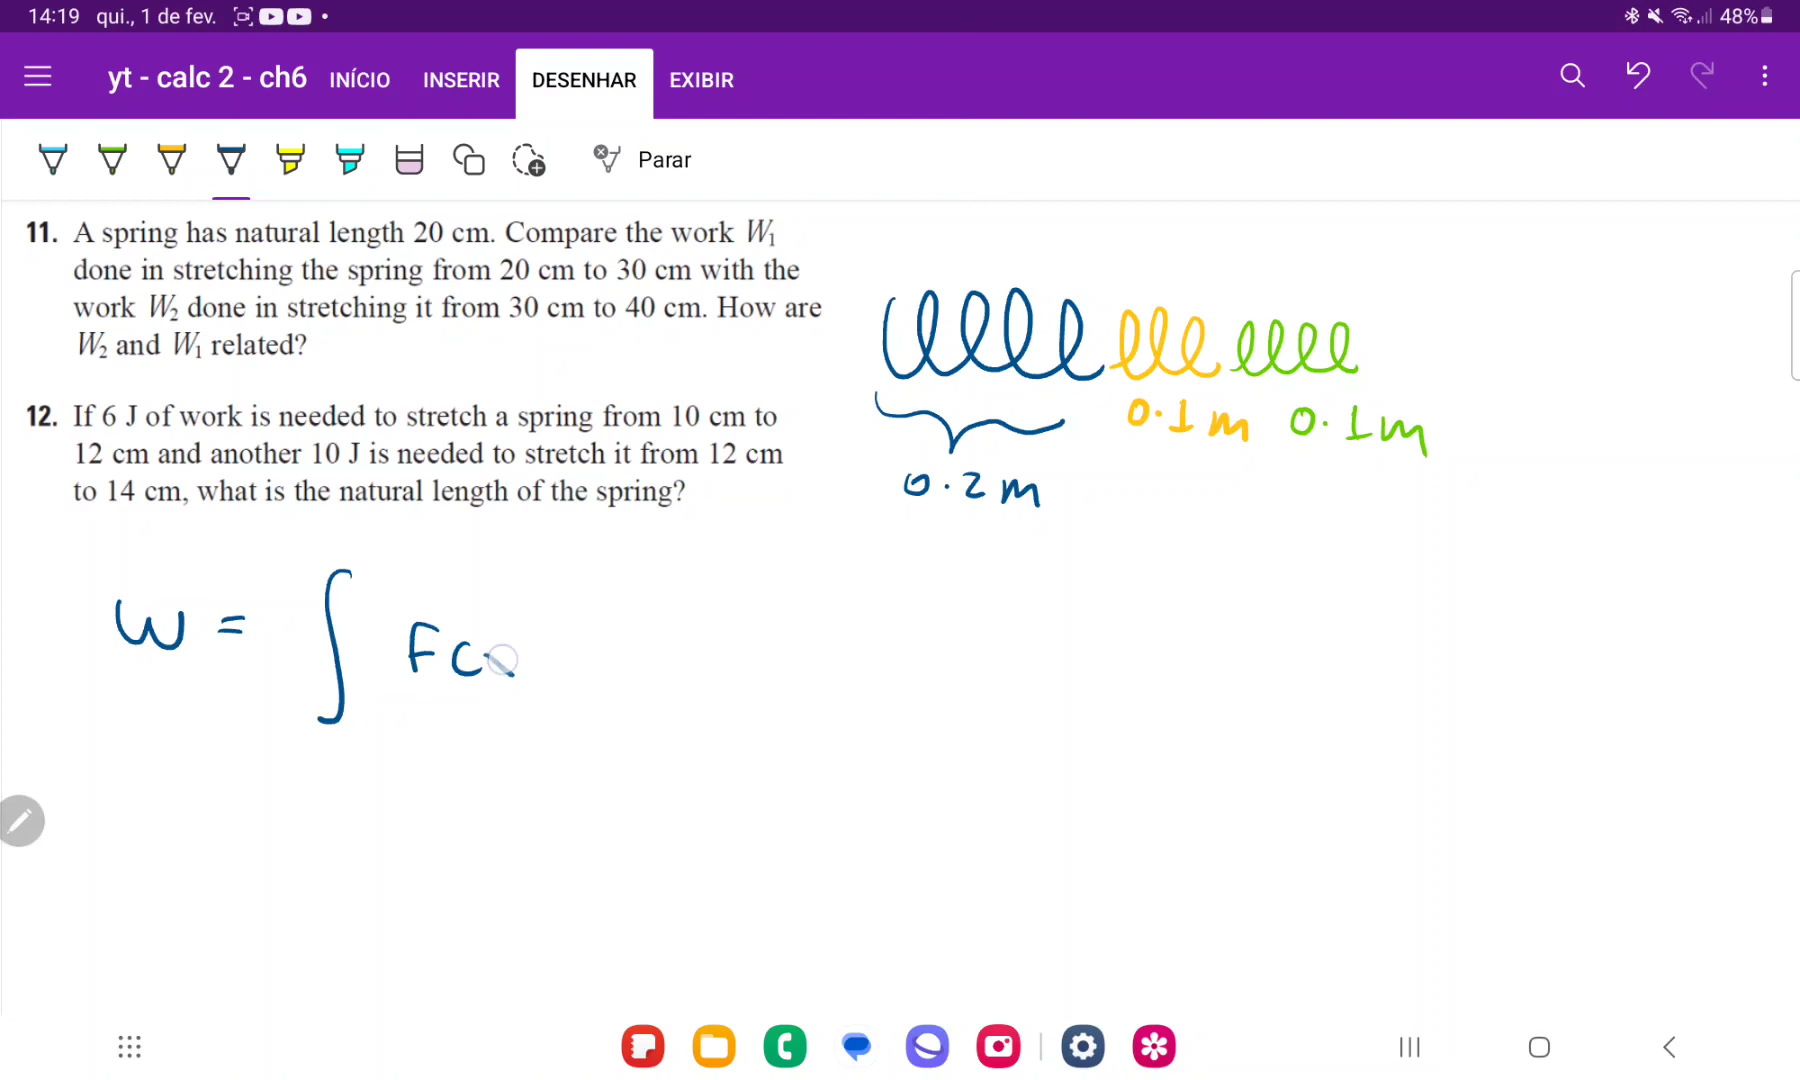 14:19 qui., 1 de fev. 48%
yt - calc 2 - ch6 INÍCIO INSERIR DESENHAR EXIBIR
Parar
11. A spring has natural length 20 cm. Compare the work W₁
done in stretching the spring from 20 cm to 30 cm with the
work W₂ done in stretching it from 30 cm to 40 cm. How are
W₂ and W₁ related?
12. If 6 J of work is needed to stretch a spring from 10 cm to
12 cm and another 10 J is needed to stretch it from 12 cm
to 14 cm, what is the natural length of the spring?
0.1 m 0.1 m
0.2 m
W = ∫ F(